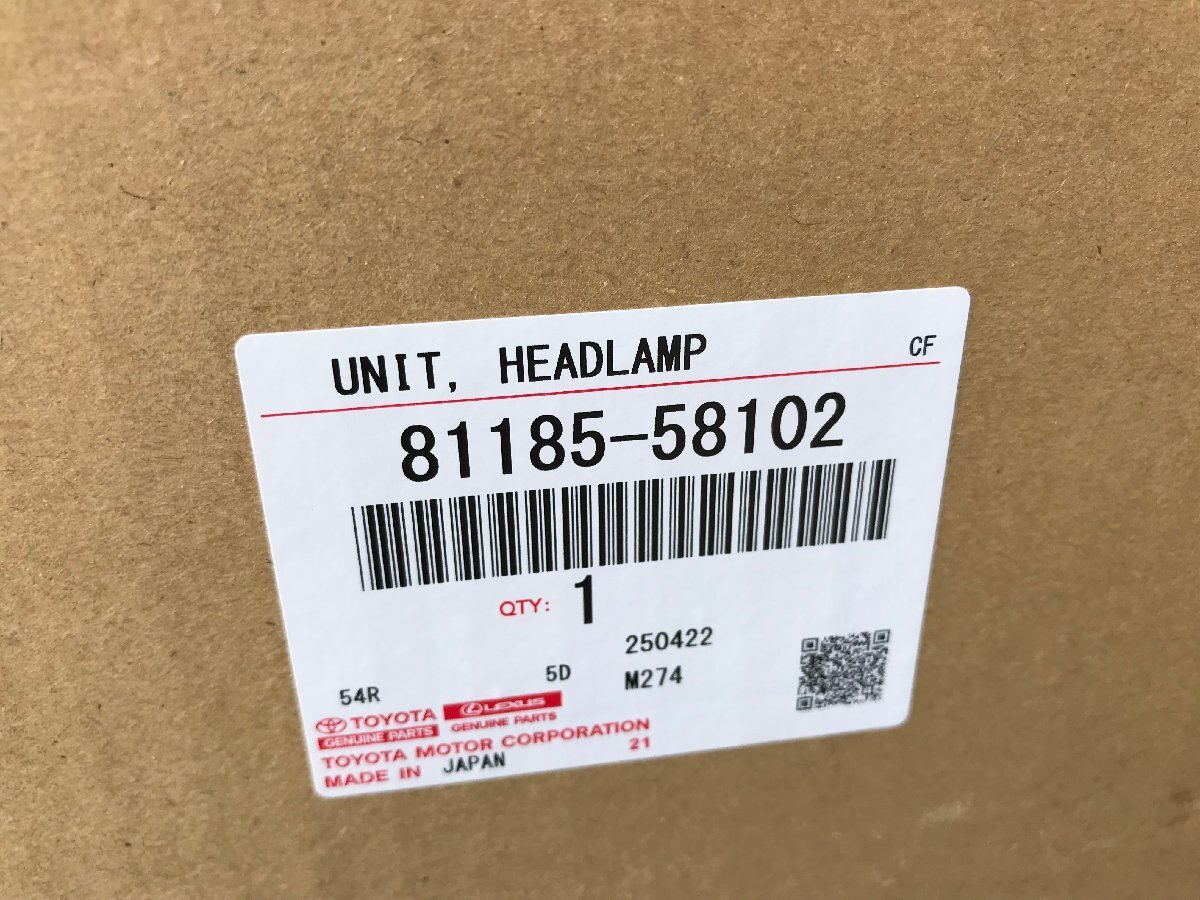 UNIT, HEADLAMP CF
81185-58102
QTY: 1
250422
54R 5D M274
TOYOTA LEXUS
GENUINE PARTS GENUINE PARTS
TOYOTA MOTOR CORPORATION
MADE IN JAPAN 21